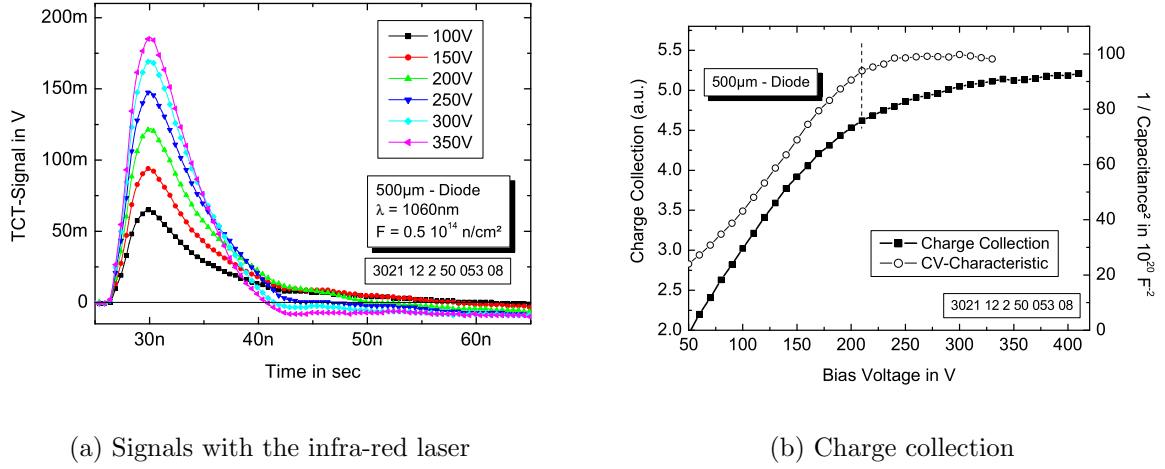 200m
150m
100m
50m
0
30n
40n
50n
60n
TCT-Signal in V
Time in sec
100V
150V
200V
250V
300V
350V
500µm - Diode
λ = 1060nm
F = 0.5 10¹⁴ n/cm²
3021 12 2 50 053 08
(a) Signals with the infra-red laser
5.5
5.0
4.5
4.0
3.5
3.0
2.5
2.0
50
100
150
200
250
300
350
400
100
80
60
40
20
0
Charge Collection (a.u.)
Bias Voltage in V
1 / Capacitance² in 10²⁰ F⁻²
500µm - Diode
Charge Collection
CV-Characteristic
3021 12 2 50 053 08
(b) Charge collection